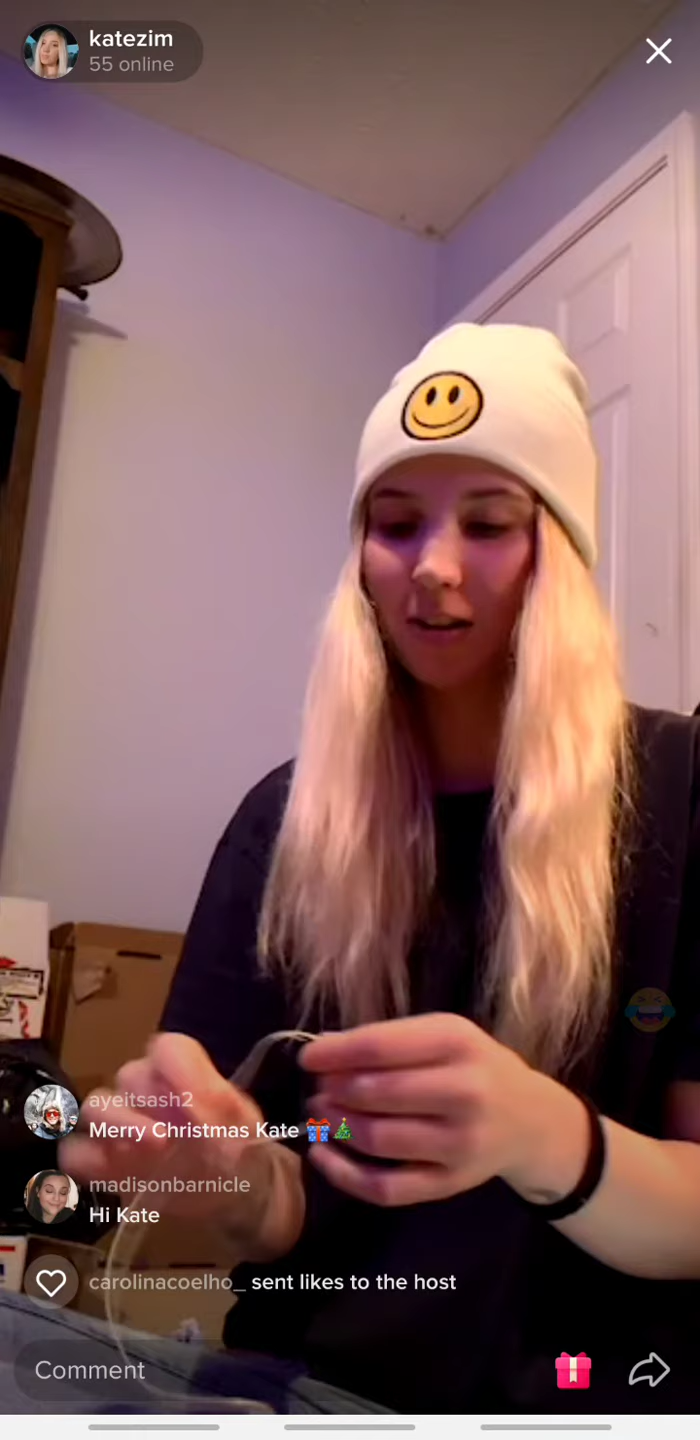 katezim
55 online
ayeitsash2
Merry Christmas Kate 🎁🎄
madisonbarnicle
Hi Kate
carolinacoelho_ sent likes to the host
Comment